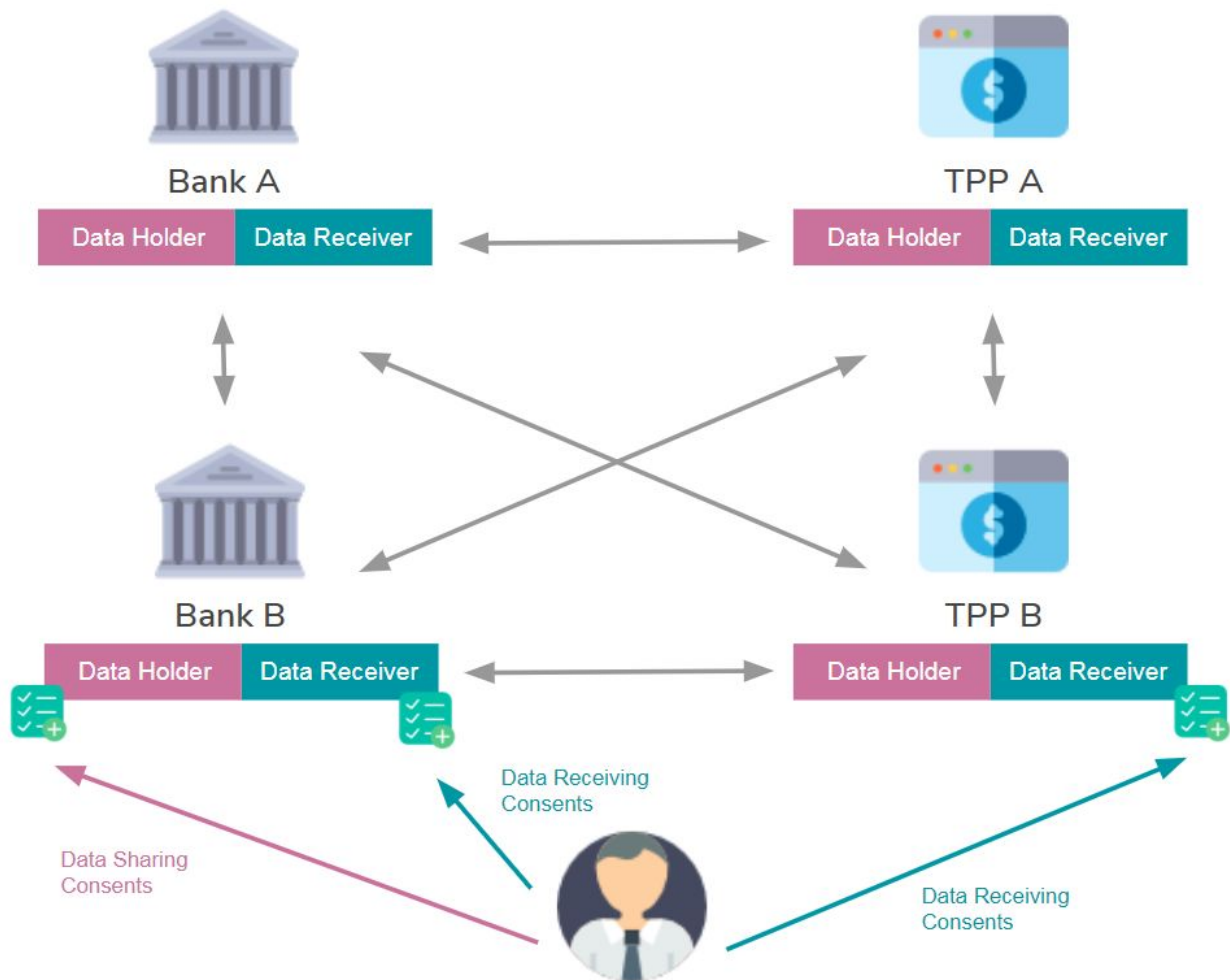 Bank A
TPP A
Data Holder
Data Receiver
Data Holder
Data Receiver
Bank B
TPP B
Data Holder
Data Receiver
Data Holder
Data Receiver
Data Receiving
Consents
Data Sharing
Consents
Data Receiving
Consents